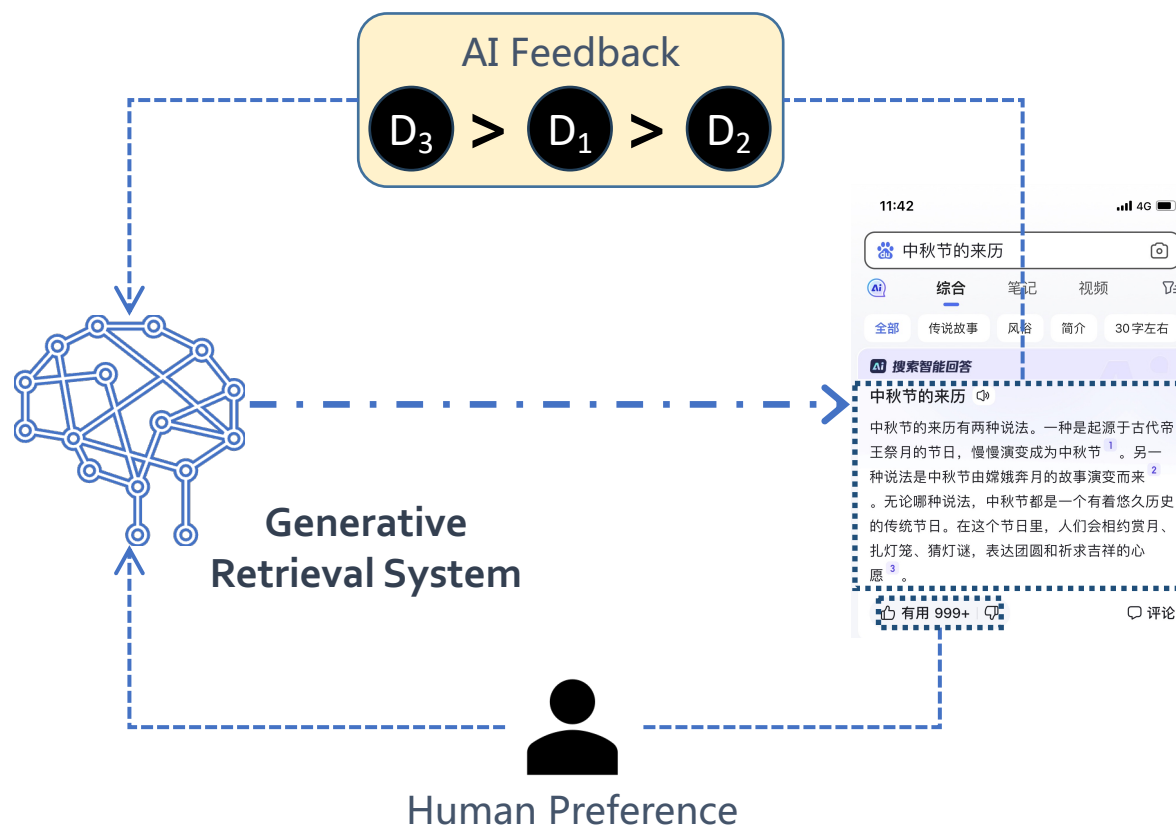 AI Feedback
D₃ > D₁ > D₂
11:42
4G
du
中秋节的来历
Ai
综合
笔记
视频
全部
传说故事
风俗
简介
30字左右
Ai 搜索智能回答
中秋节的来历
中秋节的来历有两种说法。一种是起源于古代帝
王祭月的节日，慢慢演变成为中秋节 1 。另一
种说法是中秋节由嫦娥奔月的故事演变而来 2
。无论哪种说法，中秋节都是一个有着悠久历史
的传统节日。在这个节日里，人们会相约赏月、
扎灯笼、猜灯谜，表达团圆和祈求吉祥的心
愿 3 。
有用 999+
评论
Generative
Retrieval System
Human Preference